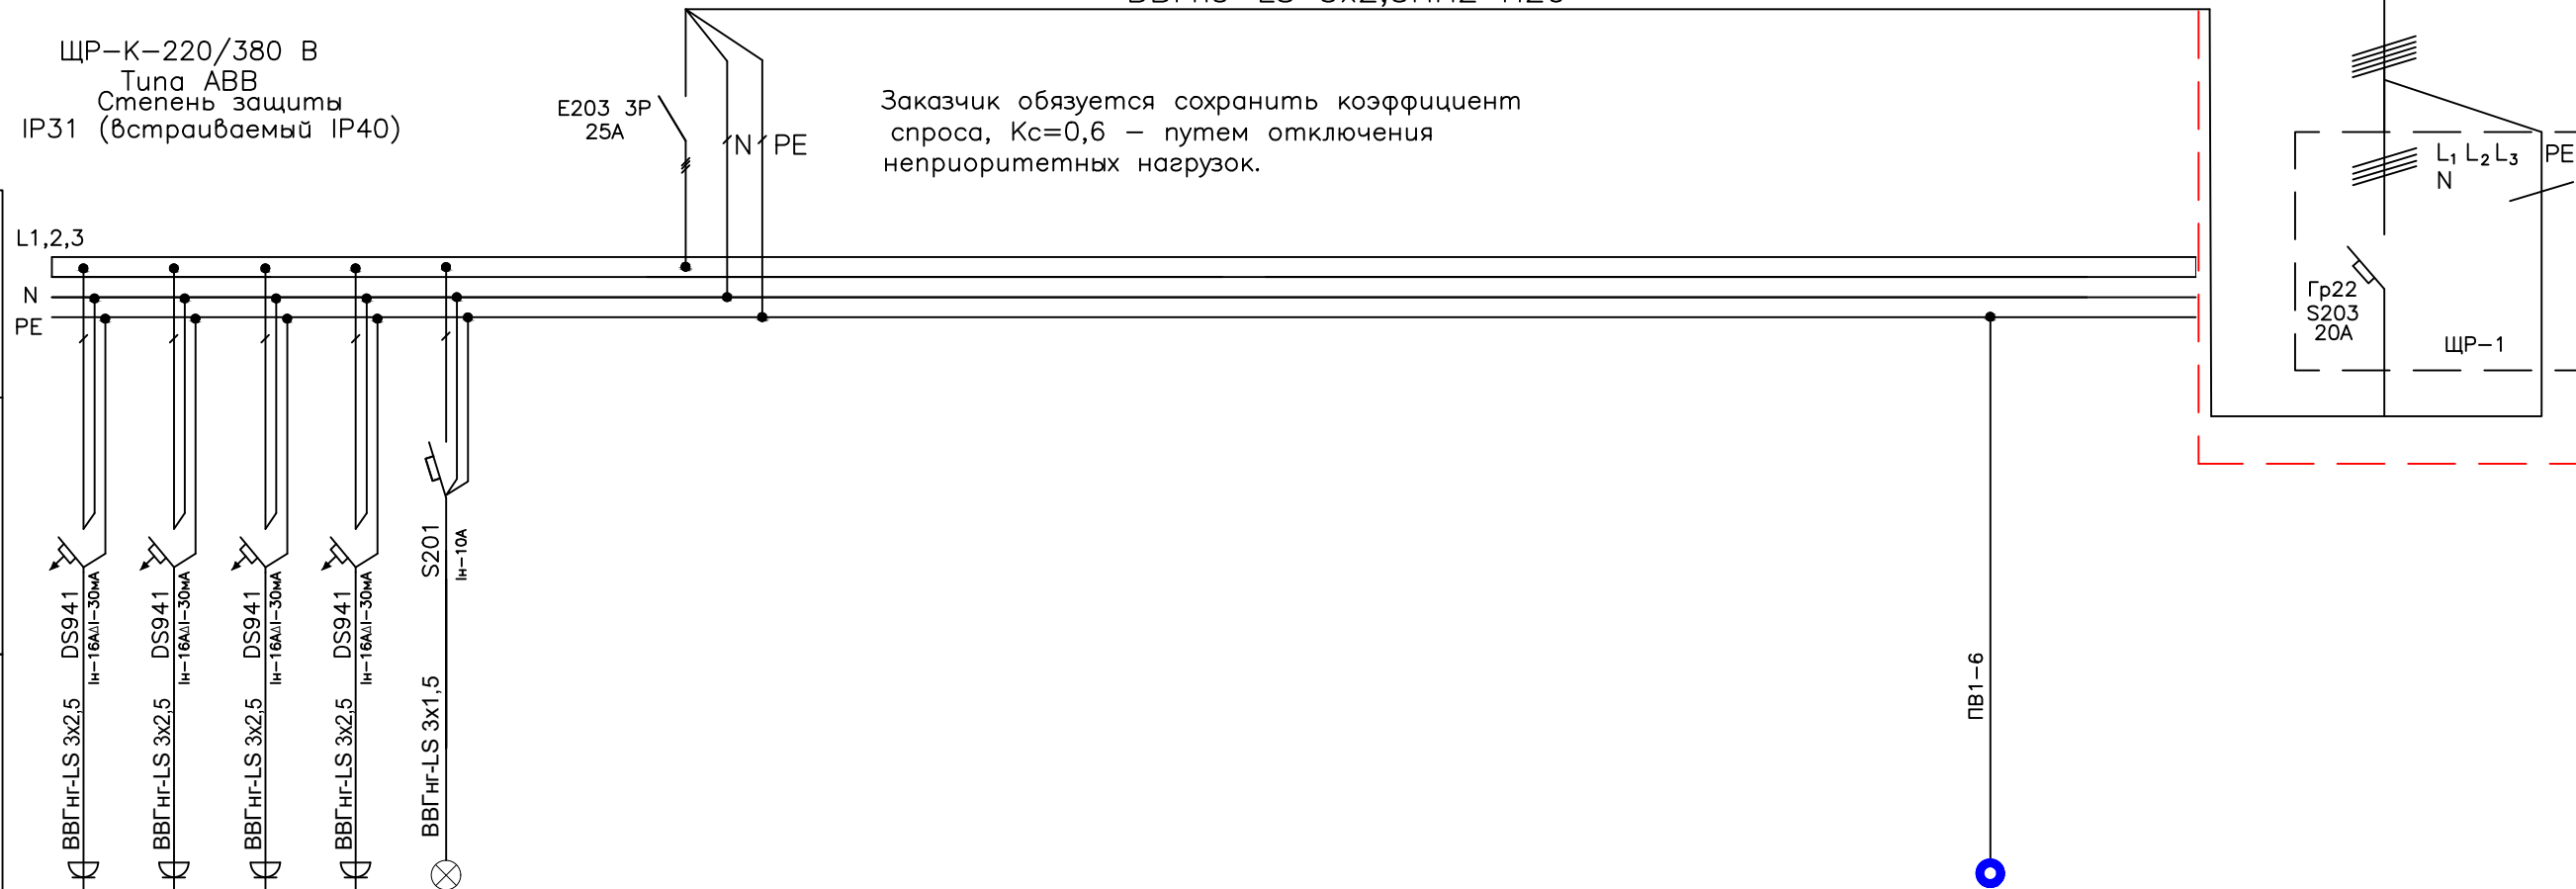 ЩР-К-220/380 В
Типа АВВ
Степень защиты
IP31 (встраиваемый IP40)
E203 3P
25A
N
PE
Заказчик обязуется сохранить коэффициент
спроса, Кс=0,6 – путем отключения
неприоритетных нагрузок.
L1,2,3
N
PE
L1 L2 L3
N
PE
Гр22
S203
20A
ЩР-1
DS941
Iн-16AΔI-30мА
ВВГнг-LS 3х2,5
DS941
Iн-16AΔI-30мА
ВВГнг-LS 3х2,5
DS941
Iн-16AΔI-30мА
ВВГнг-LS 3х2,5
DS941
Iн-16AΔI-30мА
ВВГнг-LS 3х2,5
S201
Iн-10А
ВВГнг-LS 3х1,5
ПВ1-6